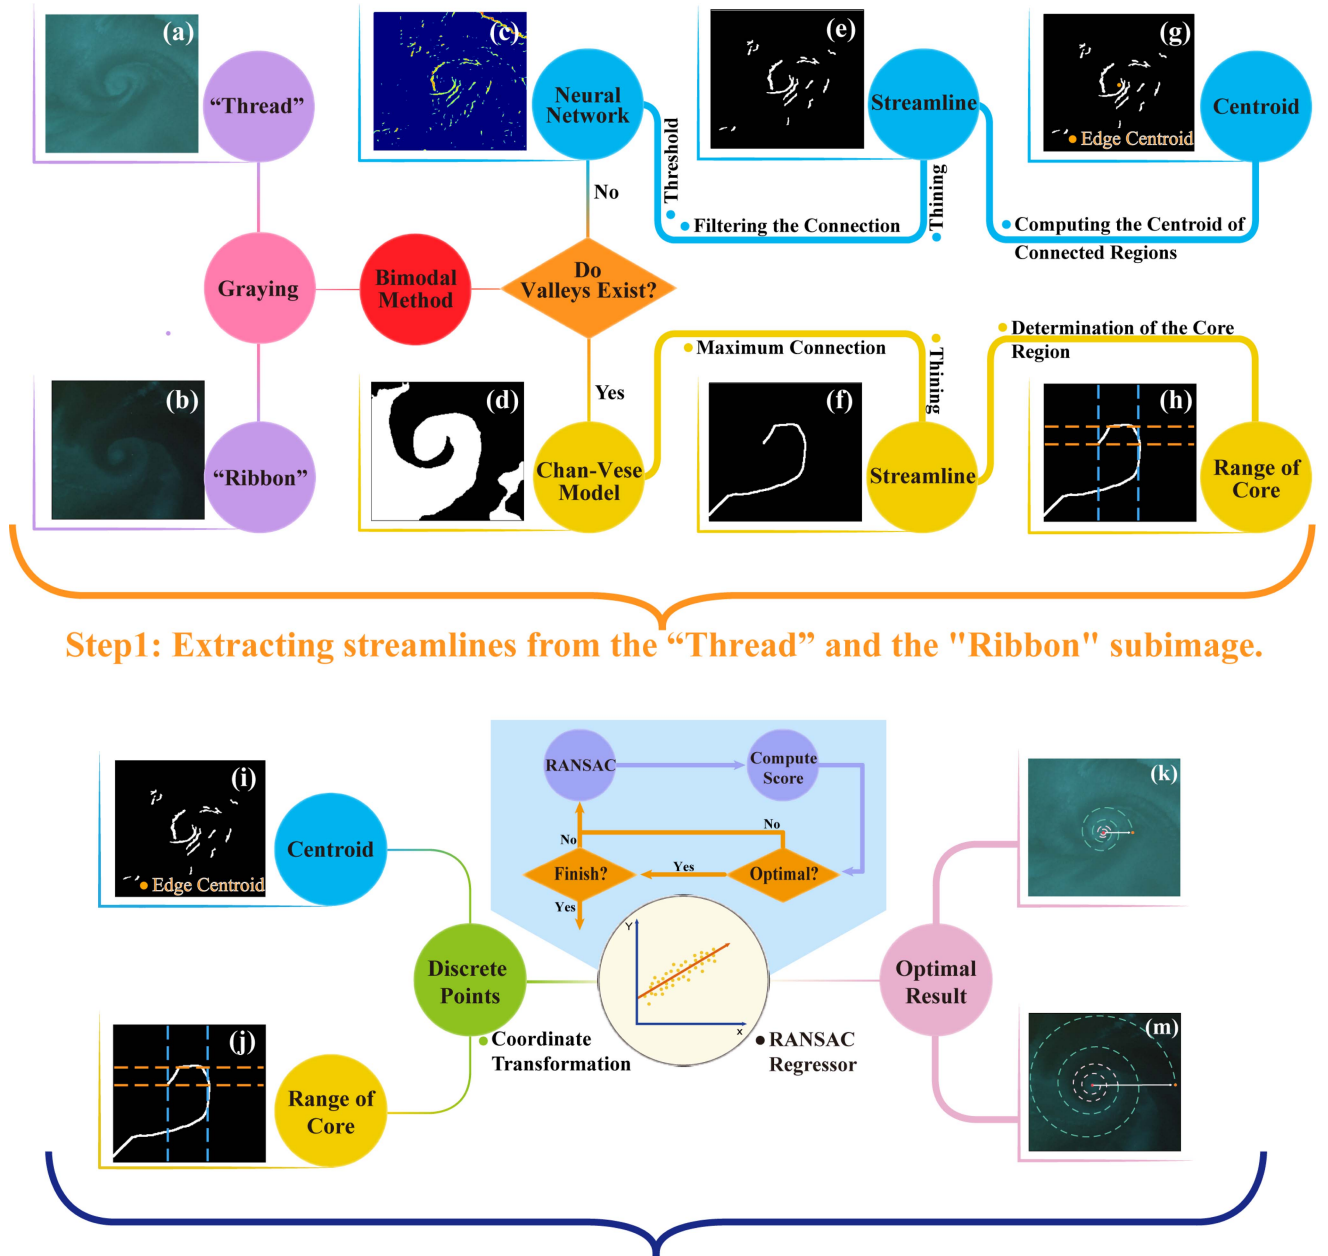 (a)
“Thread”
(c)
Neural
Network
(e)
Streamline
(g)
Edge Centroid
Centroid
No
Threshold
Filtering the Connection
Thining
Computing the Centroid of
Connected Regions
Graying
Bimodal
Method
Do
Valleys Exist?
Maximum Connection
Thining
Determination of the Core
Region
Yes
(b)
“Ribbon”
(d)
Chan-Vese
Model
(f)
Streamline
(h)
Range of
Core
Step1: Extracting streamlines from the “Thread” and the "Ribbon" subimage.
(i)
Edge Centroid
Centroid
RANSAC
Compute
Score
No
No
Finish?
Yes
Optimal?
Yes
(k)
Discrete
Points
Coordinate
Transformation
Y
X
RANSAC
Regressor
Optimal
Result
(j)
Range of
Core
(m)